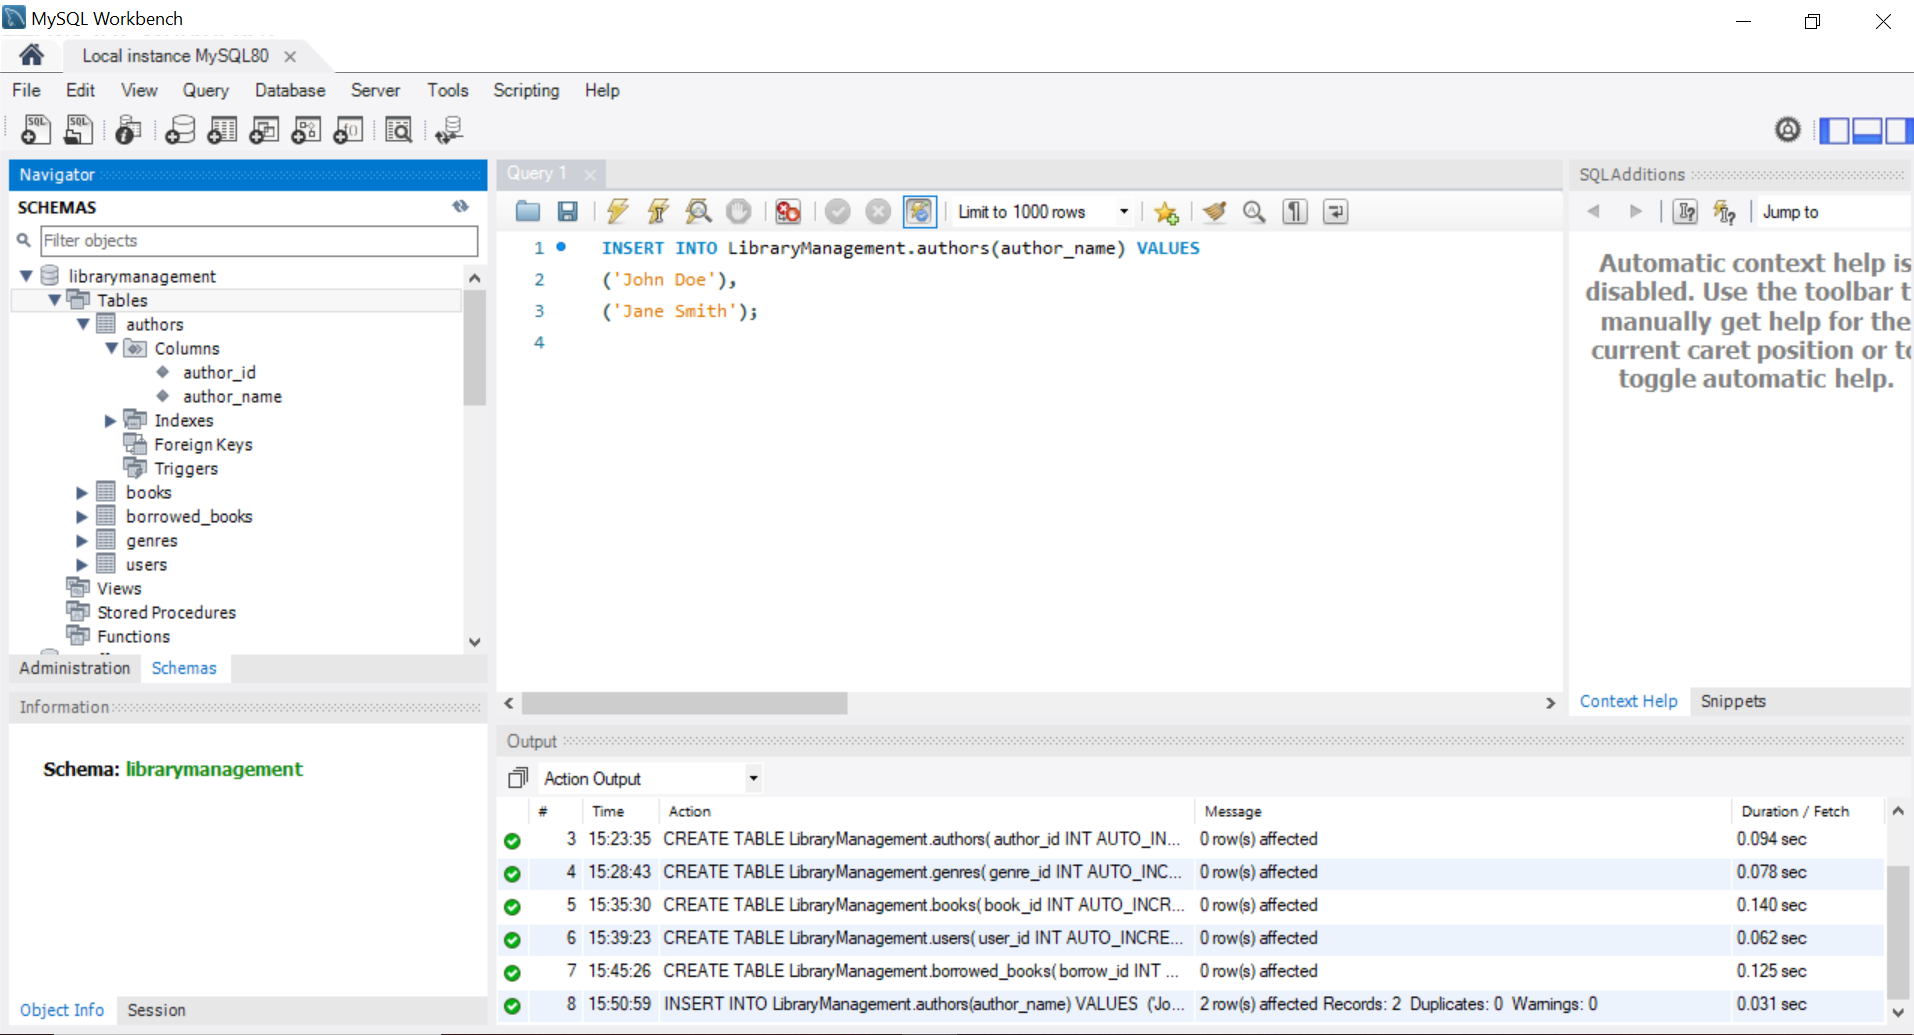 MySQL Workbench
Local instance MySQL80
File Edit View Query Database Server Tools Scripting Help
Navigator
SCHEMAS
Filter objects
librarymanagement
Tables
authors
Columns
author_id
author_name
Indexes
Foreign Keys
Triggers
books
borrowed_books
genres
users
Views
Stored Procedures
Functions
Administration Schemas
Information
Schema: librarymanagement
Object Info Session
Query 1
Limit to 1000 rows
1 INSERT INTO LibraryManagement.authors(author_name) VALUES
2 ('John Doe'),
3 ('Jane Smith');
4
SQLAdditions
Jump to
Automatic context help is
disabled. Use the toolbar t
manually get help for the
current caret position or to
toggle automatic help.
Context Help Snippets
Output
Action Output
# Time Action Message Duration / Fetch
3 15:23:35 CREATE TABLE LibraryManagement.authors( author_id INT AUTO_IN... 0 row(s) affected 0.094 sec
4 15:28:43 CREATE TABLE LibraryManagement.genres( genre_id INT AUTO_INC... 0 row(s) affected 0.078 sec
5 15:35:30 CREATE TABLE LibraryManagement.books( book_id INT AUTO_INCR... 0 row(s) affected 0.140 sec
6 15:39:23 CREATE TABLE LibraryManagement.users( user_id INT AUTO_INCRE... 0 row(s) affected 0.062 sec
7 15:45:26 CREATE TABLE LibraryManagement.borrowed_books( borrow_id INT ... 0 row(s) affected 0.125 sec
8 15:50:59 INSERT INTO LibraryManagement.authors(author_name) VALUES ('Jo... 2 row(s) affected Records: 2 Duplicates: 0 Warnings: 0 0.031 sec